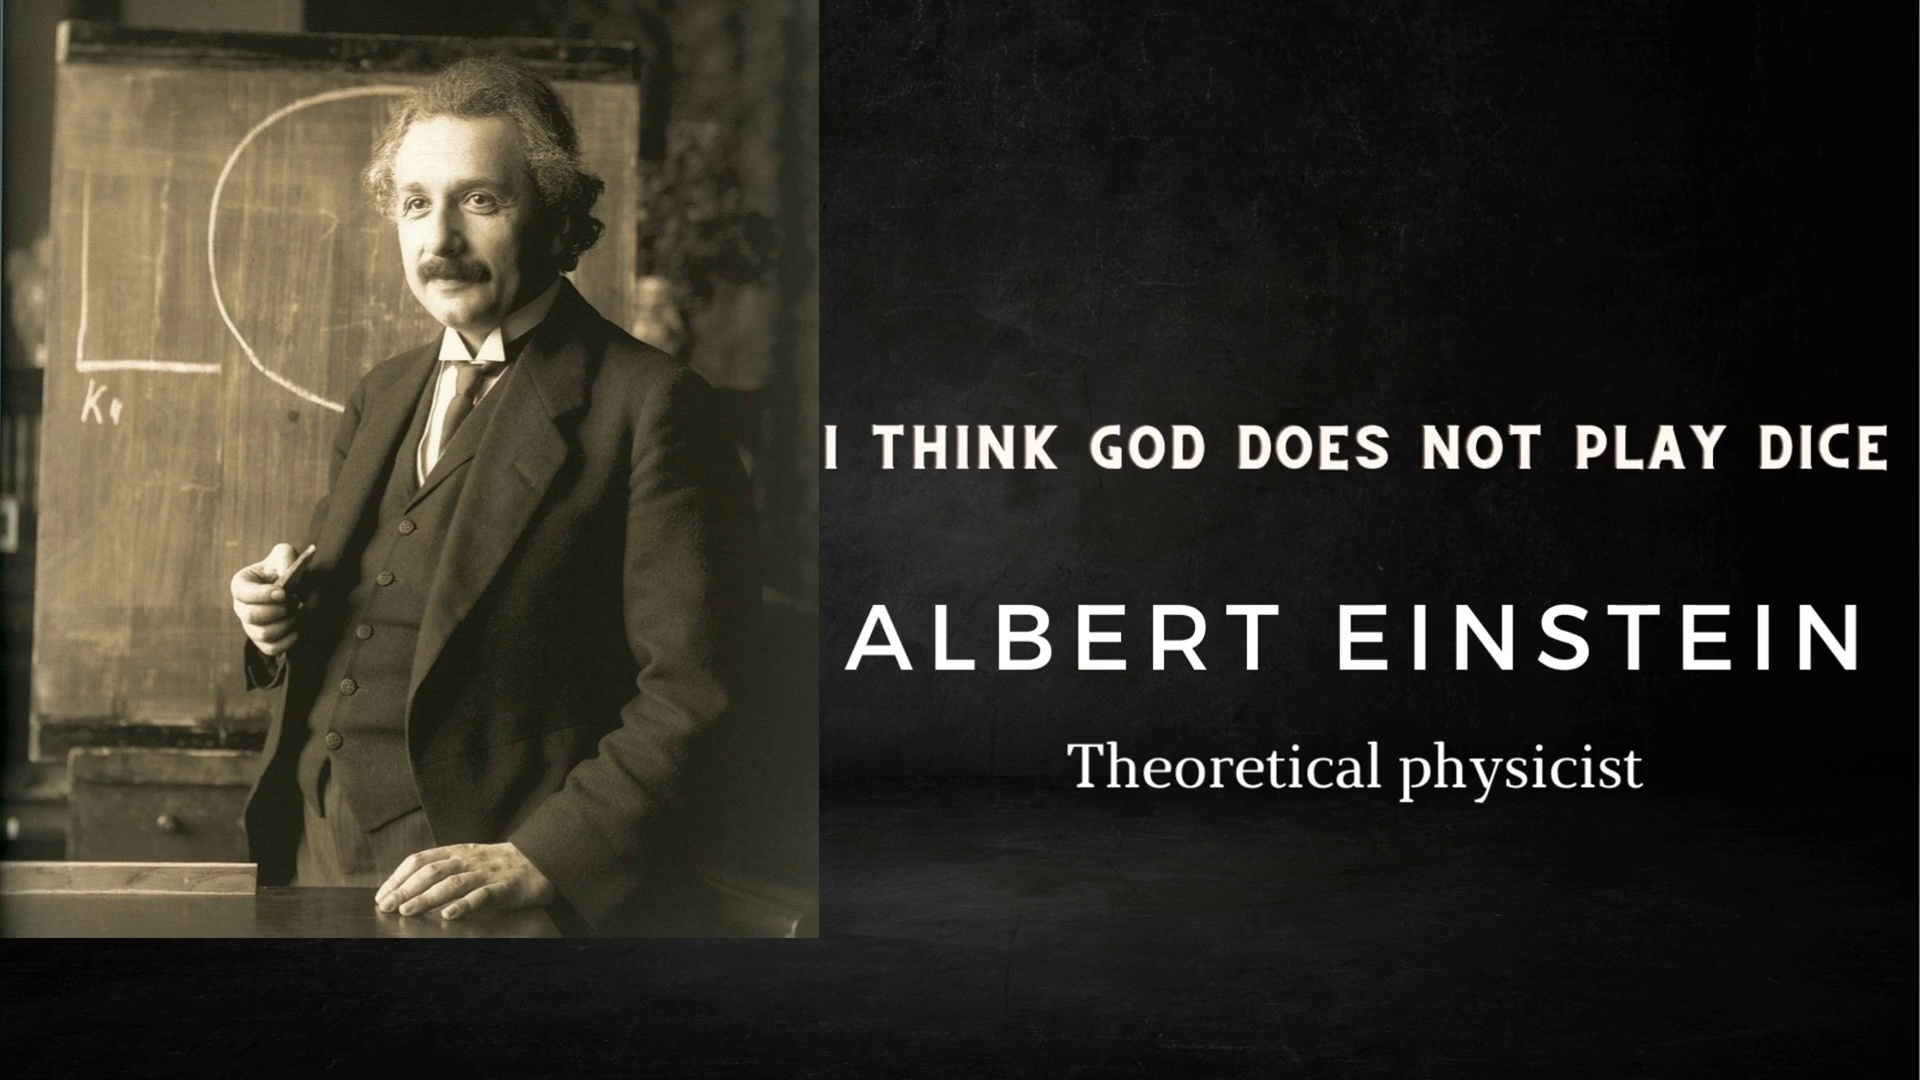 K
I THINK GOD DOES NOT PLAY DICE
ALBERT EINSTEIN
Theoretical physicist